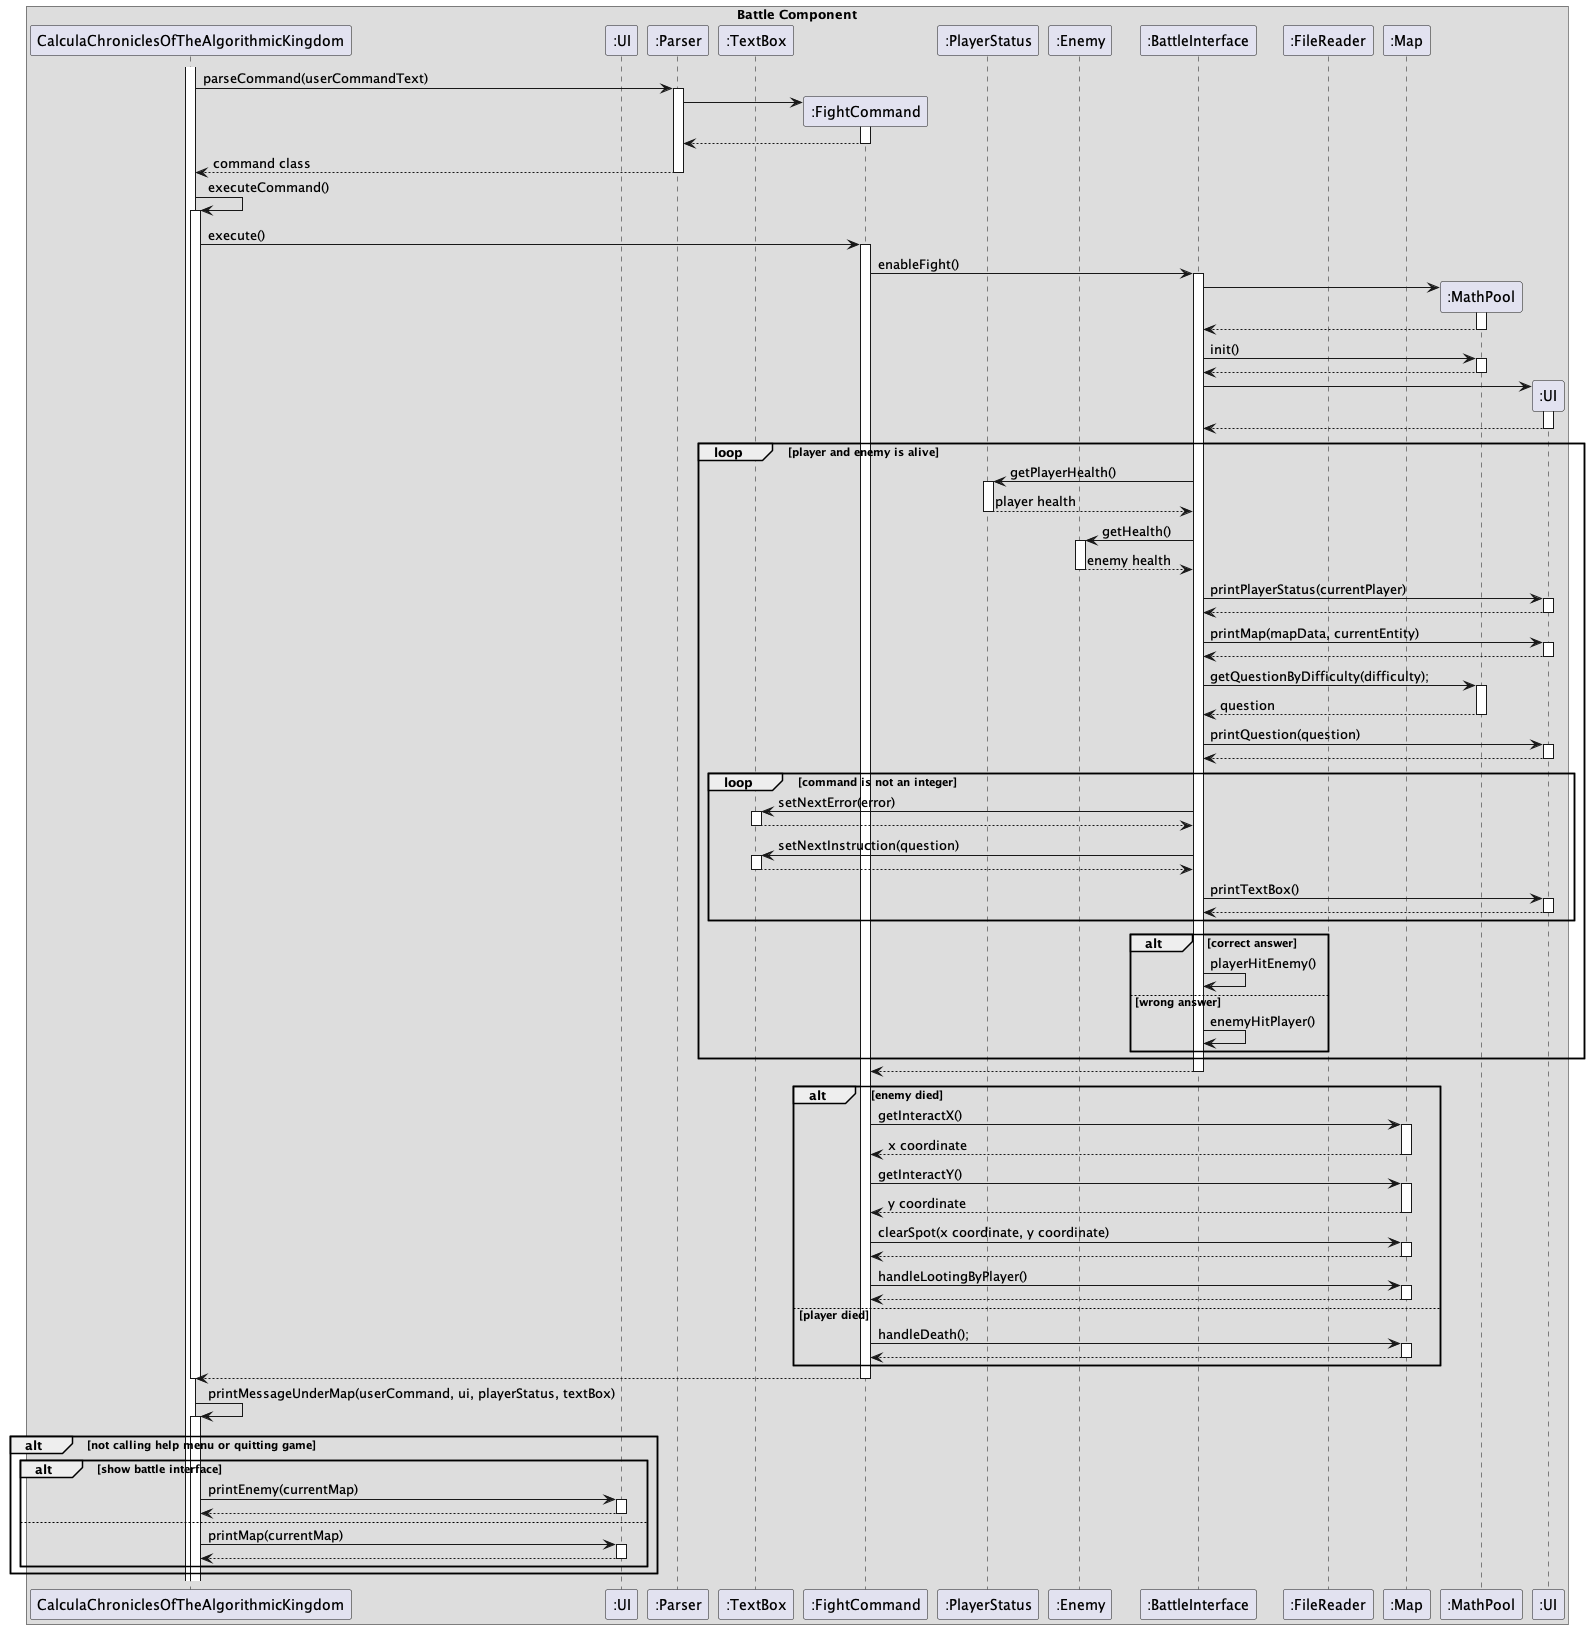 Battle Component
CalculaChroniclesOfTheAlgorithmicKingdom :UI :Parser :TextBox :PlayerStatus :Enemy :BattleInterface :FileReader :Map
parseCommand(userCommandText)
:FightCommand
command class
executeCommand()
execute()
enableFight()
:MathPool
init()
:UI
loop [player and enemy is alive]
getPlayerHealth()
player health
getHealth()
enemy health
printPlayerStatus(currentPlayer)
printMap(mapData, currentEntity)
getQuestionByDifficulty(difficulty);
question
printQuestion(question)
loop [command is not an integer]
setNextError(error)
setNextInstruction(question)
printTextBox()
alt [correct answer]
playerHitEnemy()
[wrong answer]
enemyHitPlayer()
alt [enemy died]
getInteractX()
x coordinate
getInteractY()
y coordinate
clearSpot(x coordinate, y coordinate)
handleLootingByPlayer()
[player died]
handleDeath();
printMessageUnderMap(userCommand, ui, playerStatus, textBox)
alt [not calling help menu or quitting game]
alt [show battle interface]
printEnemy(currentMap)
printMap(currentMap)
CalculaChroniclesOfTheAlgorithmicKingdom :UI :Parser :TextBox :FightCommand :PlayerStatus :Enemy :BattleInterface :FileReader :Map :MathPool :UI